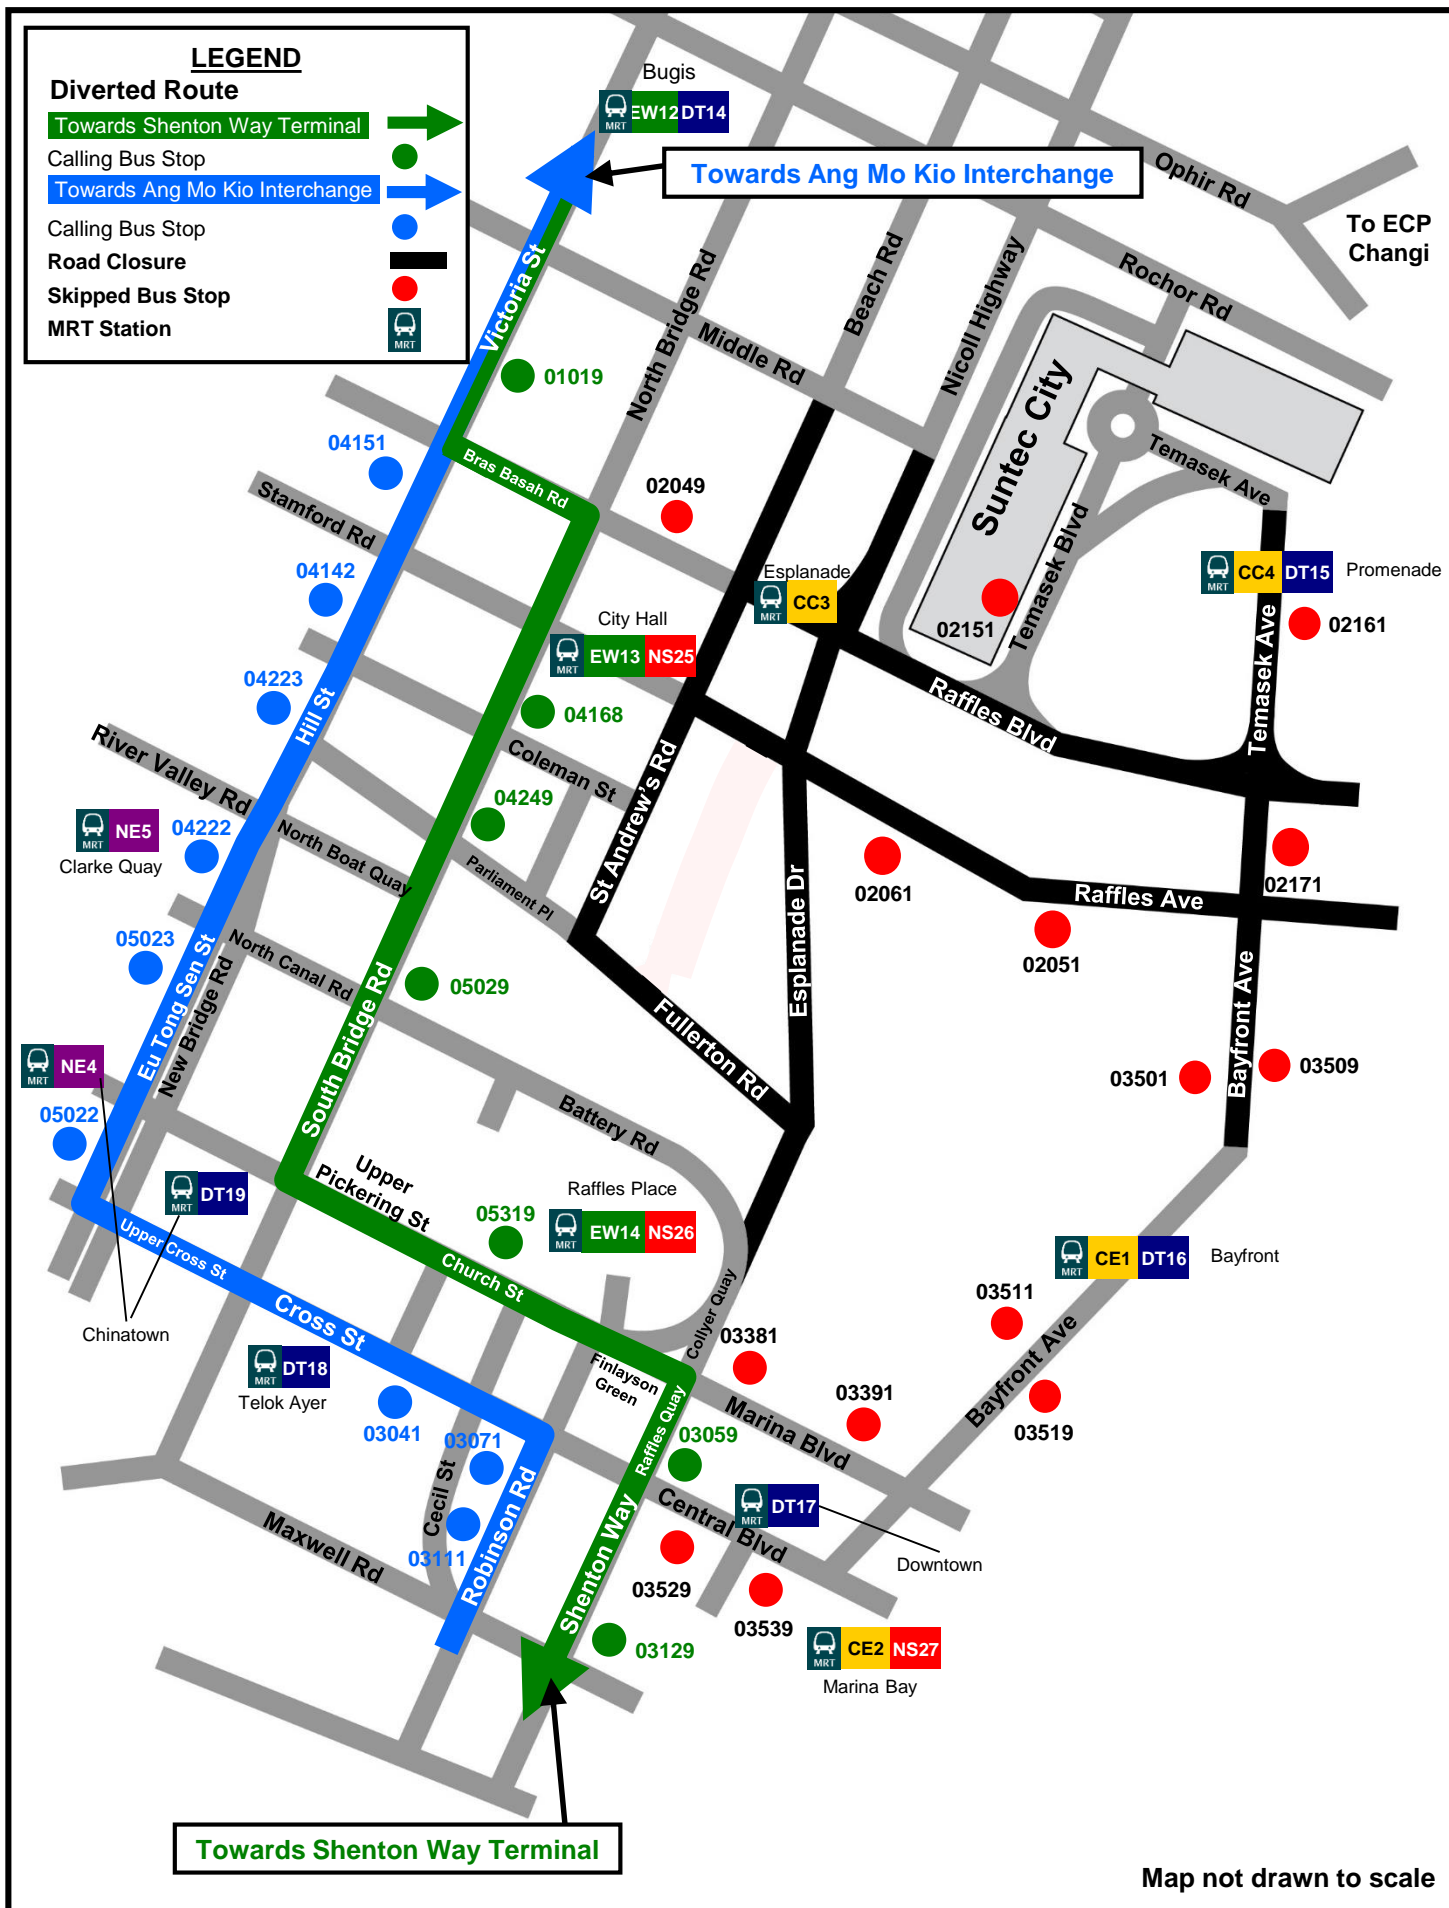 LEGEND
Diverted Route
Towards Shenton Way Terminal
Calling Bus Stop
Towards Ang Mo Kio Interchange
Calling Bus Stop
Road Closure
Skipped Bus Stop
MRT Station
MRT
Bugis
MRT EW12 DT14
Towards Ang Mo Kio Interchange
Ophir Rd
To ECP
Changi
Rochor Rd
Victoria St
North Bridge Rd
Beach Rd
Nicoll Highway
Middle Rd
01019
Suntec City
04151
Bras Basah Rd
Temasek Ave
Stamford Rd
02049
Temasek Blvd
Esplanade
MRT CC3
MRT CC4 DT15 Promenade
04142
02151
02161
City Hall
MRT EW13 NS25
04223
Hill St
04168
Raffles Blvd
Temasek Ave
River Valley Rd
Coleman St
St Andrew's Rd
04249
MRT NE5
Clarke Quay
04222
North Boat Quay
Parliament Pl
Esplanade Dr
02061
Raffles Ave
02171
05023
North Canal Rd
02051
Eu Tong Sen St
New Bridge Rd
South Bridge Rd
05029
Fullerton Rd
Bayfront Ave
MRT NE4
03501
03509
05022
Battery Rd
MRT DT19
Upper
Pickering St
Raffles Place
MRT EW14 NS26
05319
Upper Cross St
Church St
Collyer Quay
MRT CE1 DT16 Bayfront
Chinatown
Cross St
03511
03381
MRT DT18
Telok Ayer
Finlayson
Green
Bayfront Ave
03041
03071
Raffles Quay
03059
Marina Blvd
03391
03519
Cecil St
Robinson Rd
MRT DT17
Downtown
Central Blvd
03111
Maxwell Rd
Shenton Way
03529
03539
03129
MRT CE2 NS27
Marina Bay
Towards Shenton Way Terminal
Map not drawn to scale